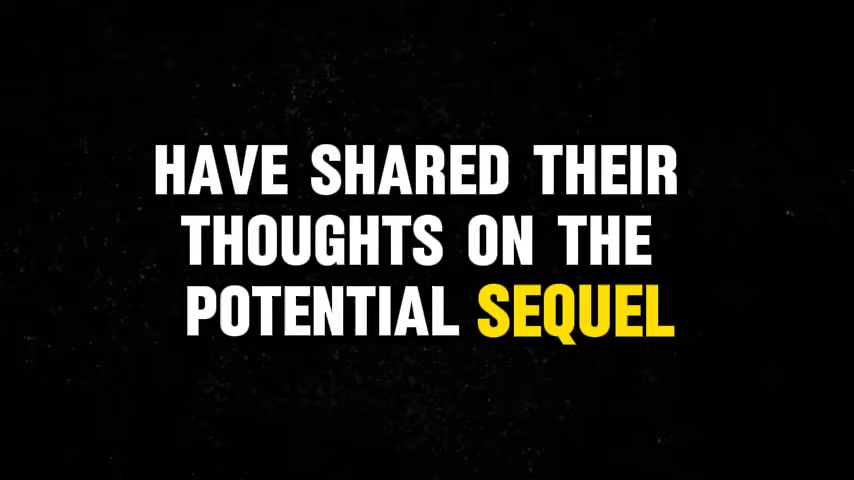 HAVE SHARED THEIR
THOUGHTS ON THE
POTENTIAL SEQUEL